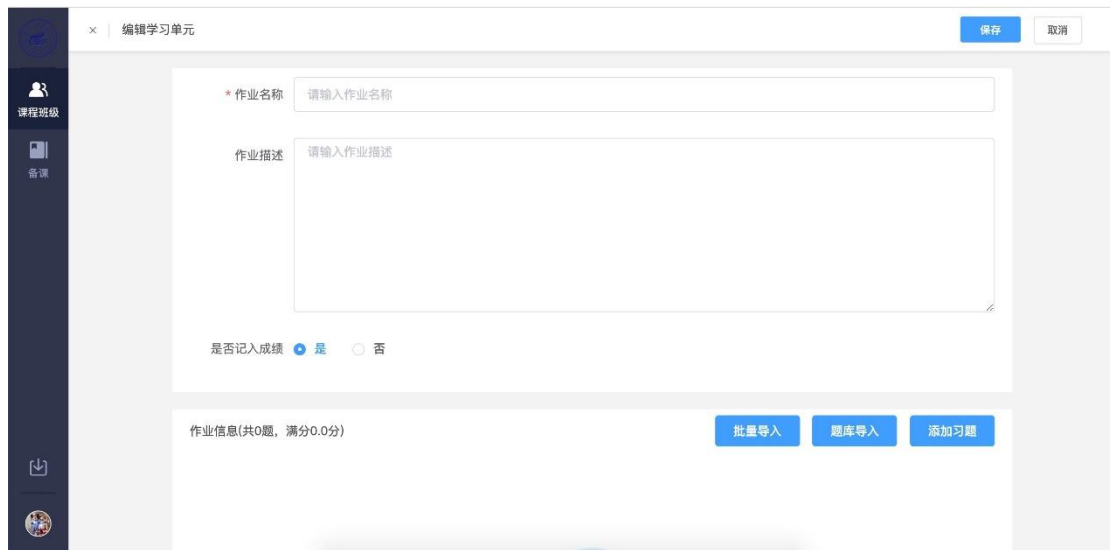 × 编辑学习单元 保存 取消
课程班级
备课
* 作业名称 请输入作业名称
作业描述 请输入作业描述
是否记入成绩 是 否
作业信息(共0题, 满分0.0分) 批量导入 题库导入 添加习题